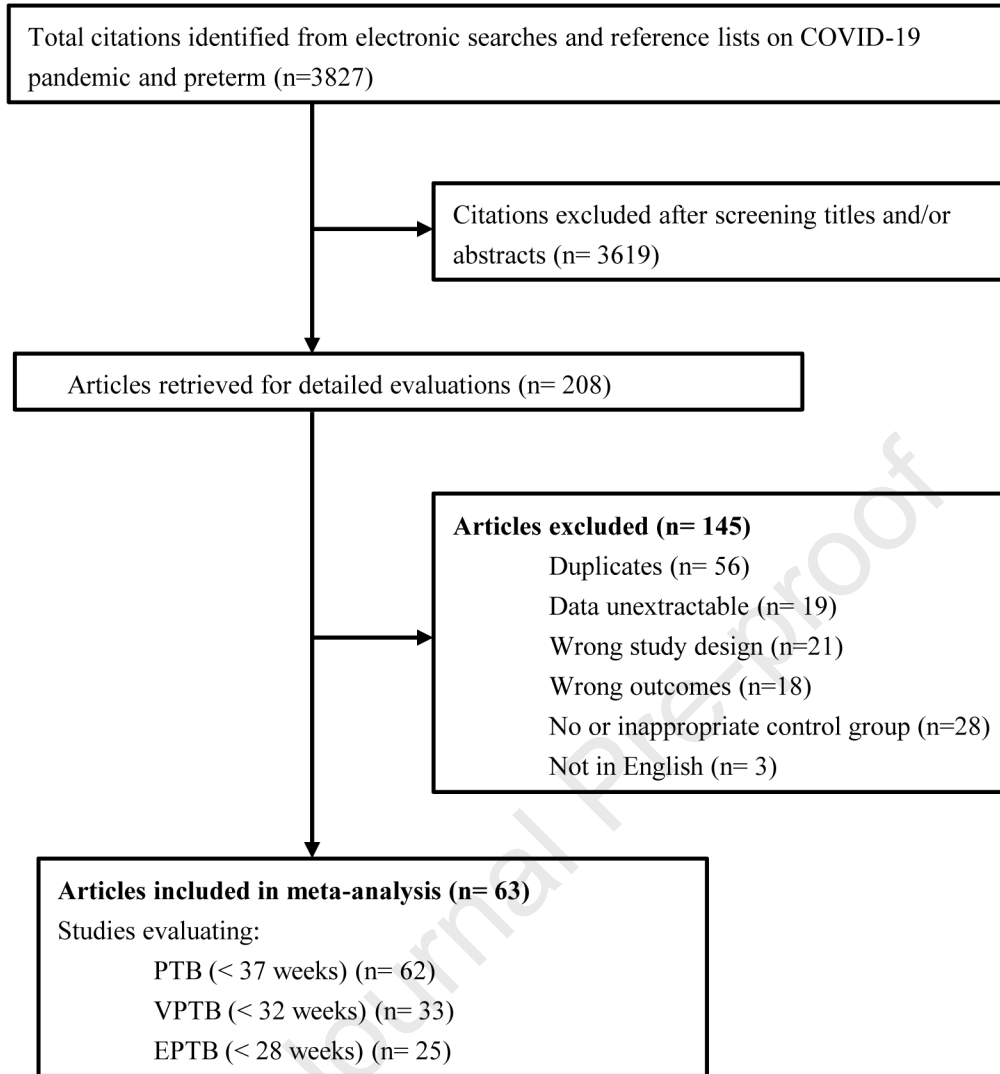 Total citations identified from electronic searches and reference lists on COVID-19
pandemic and preterm (n=3827)
Citations excluded after screening titles and/or
abstracts (n= 3619)
Articles retrieved for detailed evaluations (n= 208)
Articles excluded (n= 145)
Duplicates (n= 56)
Data unextractable (n= 19)
Wrong study design (n=21)
Wrong outcomes (n=18)
No or inappropriate control group (n=28)
Not in English (n= 3)
Articles included in meta-analysis (n= 63)
Studies evaluating:
PTB (< 37 weeks) (n= 62)
VPTB (< 32 weeks) (n= 33)
EPTB (< 28 weeks) (n= 25)
Journal Pre-proof